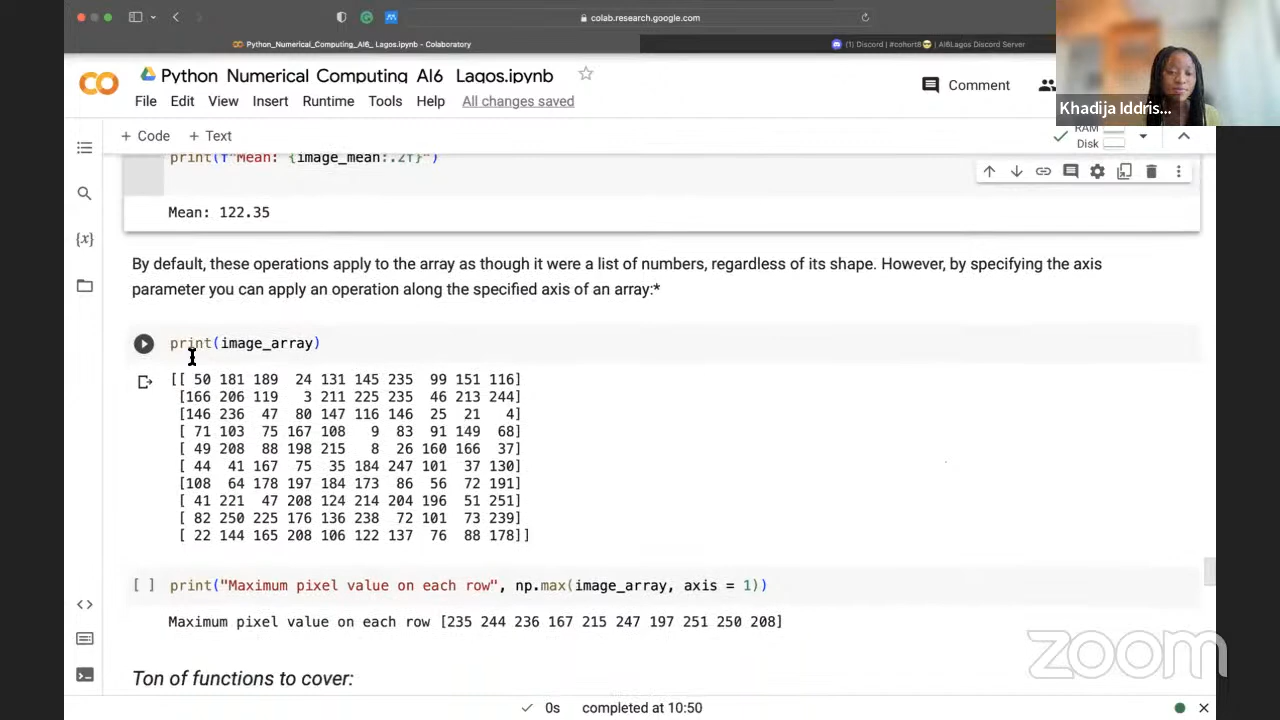 colab.research.google.com
Python_Numerical_Computing_AI6_ Lagos.ipynb - Colaboratory
(1) Discord | #cohort8😎 | AI6Lagos Discord Server
Python_Numerical_Computing_AI6_ Lagos.ipynb
File Edit View Insert Runtime Tools Help All changes saved
Comment
Khadija Iddris...
+ Code + Text
RAM
Disk
print(f"Mean: {image_mean:.2f}")
Mean: 122.35
By default, these operations apply to the array as though it were a list of numbers, regardless of its shape. However, by specifying the axis
parameter you can apply an operation along the specified axis of an array:*
print(image_array)
[[ 50 181 189  24 131 145 235  99 151 116]
[166 206 119   3 211 225 235  46 213 244]
[146 236  47  80 147 116 146  25  21   4]
[ 71 103  75 167 108   9  83  91 149  68]
[ 49 208  88 198 215   8  26 160 166  37]
[ 44  41 167  75  35 184 247 101  37 130]
[108  64 178 197 184 173  86  56  72 191]
[ 41 221  47 208 124 214 204 196  51 251]
[ 82 250 225 176 136 238  72 101  73 239]
[ 22 144 165 208 106 122 137  76  88 178]]
[ ] print("Maximum pixel value on each row", np.max(image_array, axis = 1))
Maximum pixel value on each row [235 244 236 167 215 247 197 251 250 208]
Ton of functions to cover:
zoom
0s completed at 10:50